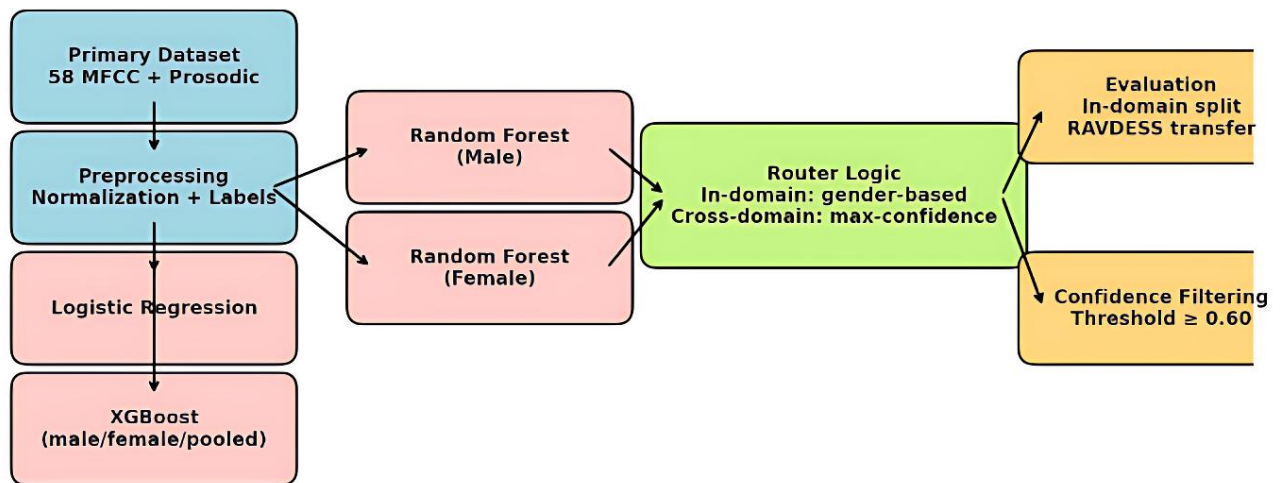 Primary Dataset
58 MFCC + Prosodic
Preprocessing
Normalization + Labels
Logistic Regression
XGBoost
(male/female/pooled)
Random Forest
(Male)
Random Forest
(Female)
Router Logic
In-domain: gender-based
Cross-domain: max-confidence
Evaluation
In-domain split
RAVDESS transfer
Confidence Filtering
Threshold ≥ 0.60